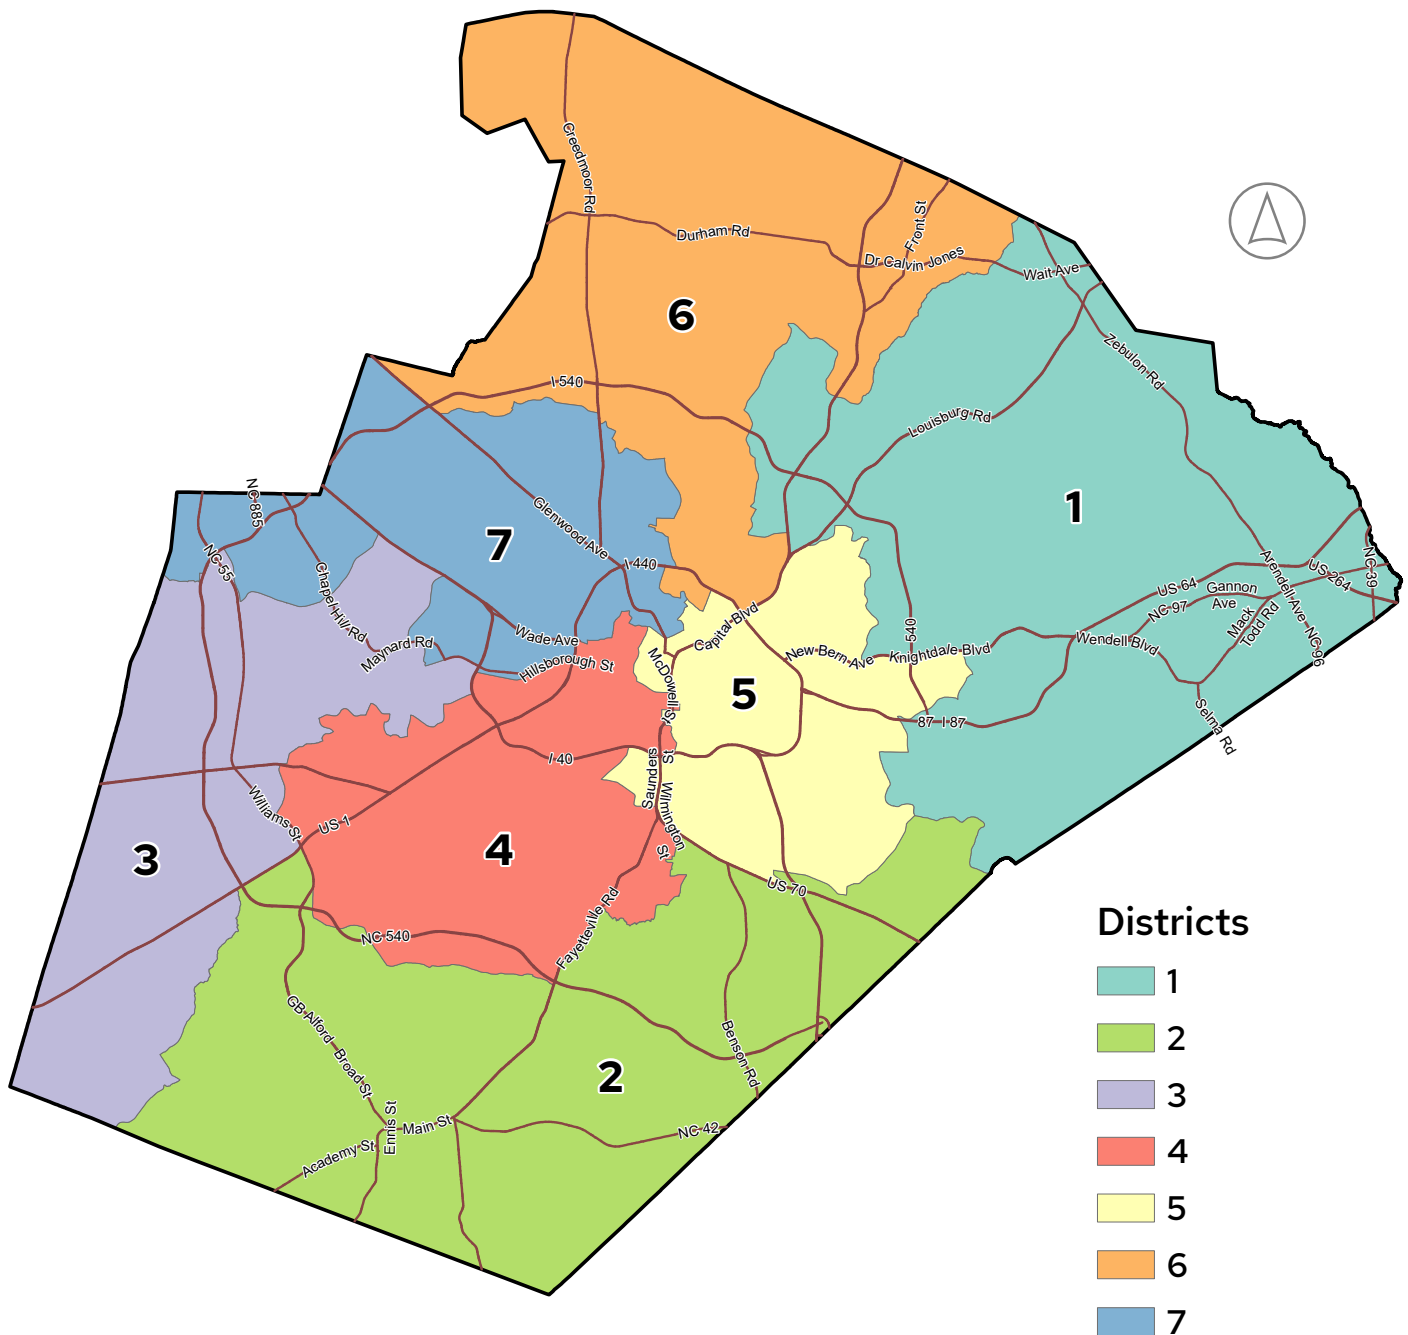 Creedmoor Rd
Front St
Durham Rd
Dr Calvin Jones
Wait Ave
6
Zebulon Rd
I 540
Louisburg Rd
NC 885
1
Glenwood Ave
7
NC 55
I 440
Chapel Hill Rd
Arendell Ave
US 264
NC 39
US 64
Gannon
Ave
NC 97
Mack
Todd Rd
Maynard Rd
Wade Ave
Capital Blvd
540
Wendell Blvd
NC 96
Hillsborough St
McDowell St
New Bern Ave
Knightdale Blvd
5
Selma Rd
87 I 87
I 40
Saunders
St
Wilmington
St
Williams St
US 1
3
4
US 70
Fayetteville Rd
NC 540
GB Alford
Broad St
Benson Rd
2
Ennis St
Main St
NC 42
Academy St
Districts
1
2
3
4
5
6
7